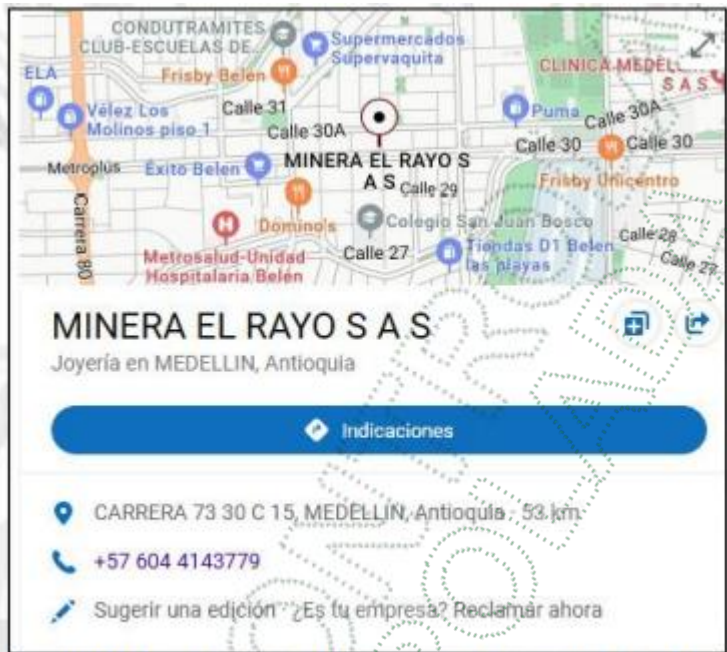 CONDUTRAMITES
CLUB-ESCUELAS DE...
Supermercados
Supervaquita
CLINICA MEDELL...
S A S
ELA
Frisby Belén
Vélez Los
Molinos piso 1
Calle 31
Calle 30A
Puma
Calle 30A
Calle 30
Calle 30
Metroplús
Éxito Belen
MINERA EL RAYO S
A S
Calle 29
Frisby Unicentro
Carrera 80
Domino's
Colegio San Juan Bosco
Metrosalud-Unidad
Hospitalaria Belén
Calle 27
Tiendas D1 Belen
las playas
Calle 28
Calle 27
MINERA EL RAYO S A S
Joyería en MEDELLIN, Antioquia
Indicaciones
CARRERA 73 30 C 15, MEDELLIN, Antioquia · 53 km
+57 604 4143779
Sugerir una edición · ¿Es tu empresa? Reclamar ahora